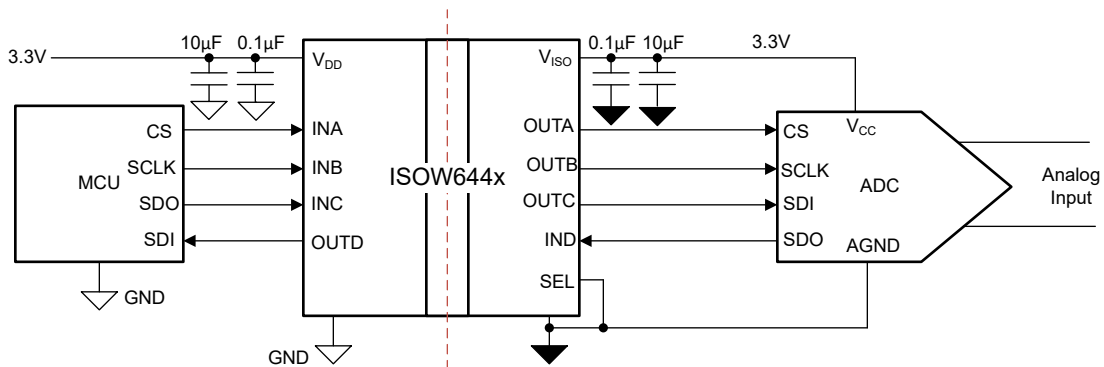 10µF 0.1µF
0.1µF 10µF 3.3V
3.3V
V_DD
V_ISO
MCU
CS
SCLK
SDO
SDI
GND
INA
INB
INC
OUTD
GND
ISOW644x
OUTA
OUTB
OUTC
IND
SEL
V_CC
CS
SCLK
SDI
SDO
ADC
AGND
Analog
Input